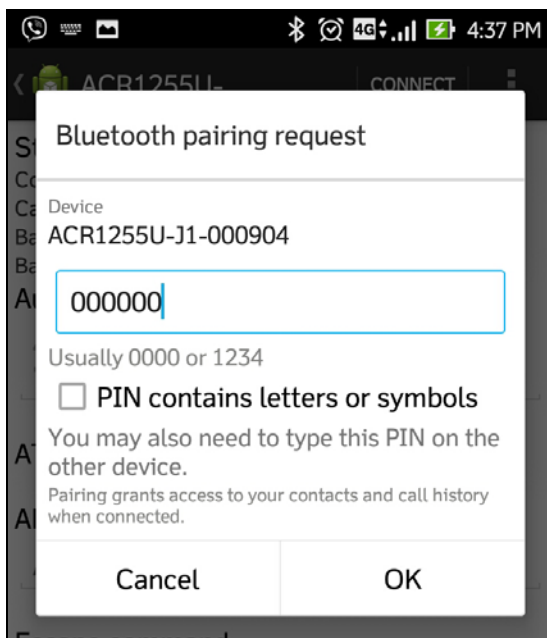 4G 4:37 PM
ACR1255U- CONNECT
Bluetooth pairing request
Device
ACR1255U-J1-000904
000000
Usually 0000 or 1234
PIN contains letters or symbols
You may also need to type this PIN on the
other device.
Pairing grants access to your contacts and call history
when connected.
Cancel OK